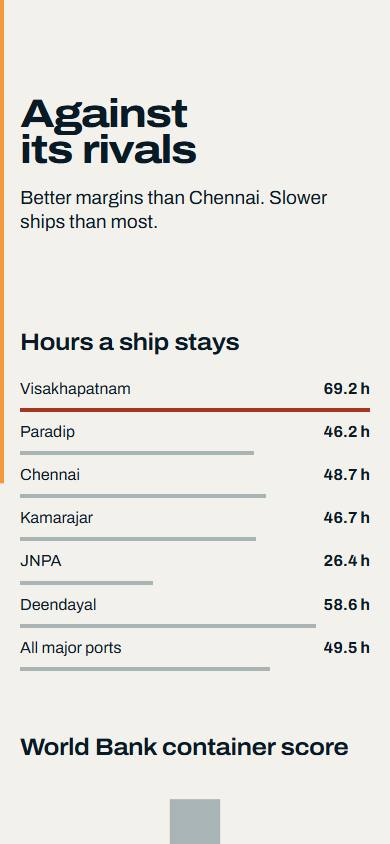 Against
its rivals
Better margins than Chennai. Slower
ships than most.
Hours a ship stays
Visakhapatnam 69.2 h
Paradip 46.2 h
Chennai 48.7 h
Kamarajar 46.7 h
JNPA 26.4 h
Deendayal 58.6 h
All major ports 49.5 h
World Bank container score